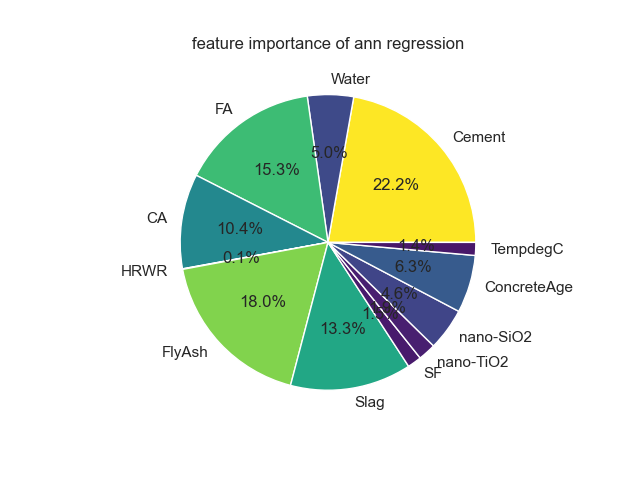 feature importance of ann regression
Water
FA
Cement
5.0%
15.3%
22.2%
CA
10.4%
1.4%
TempdegC
HRWR
0.1%
6.3%
ConcreteAge
18.0%
4.6%
13.3%
nano-SiO2
FlyAsh
nano-TiO2
SF
Slag